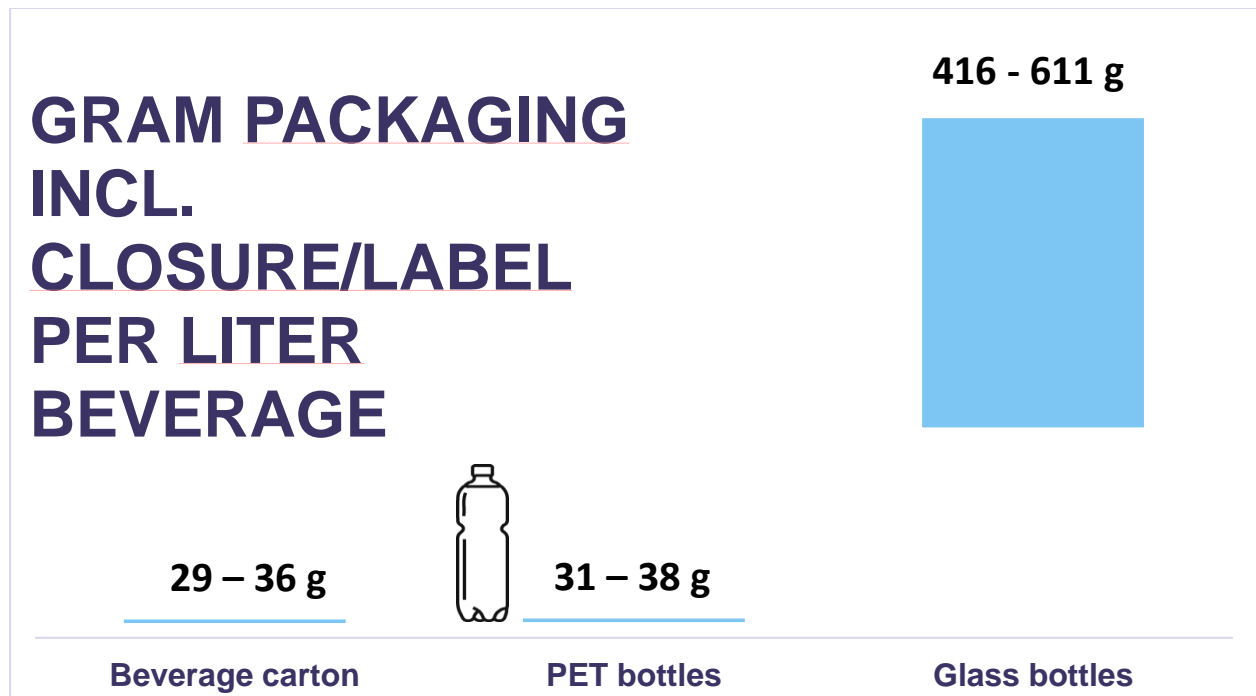 GRAM PACKAGING
INCL.
CLOSURE/LABEL
PER LITER
BEVERAGE
416 - 611 g
29 – 36 g
31 – 38 g
Beverage carton
PET bottles
Glass bottles